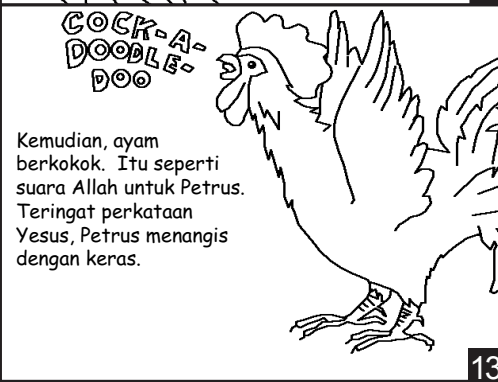 COCK-A-
DOODLE-
DOO
Kemudian, ayam
berkokok.  Itu seperti
suara Allah untuk Petrus.
Teringat perkataan
Yesus, Petrus menangis
dengan keras.
13